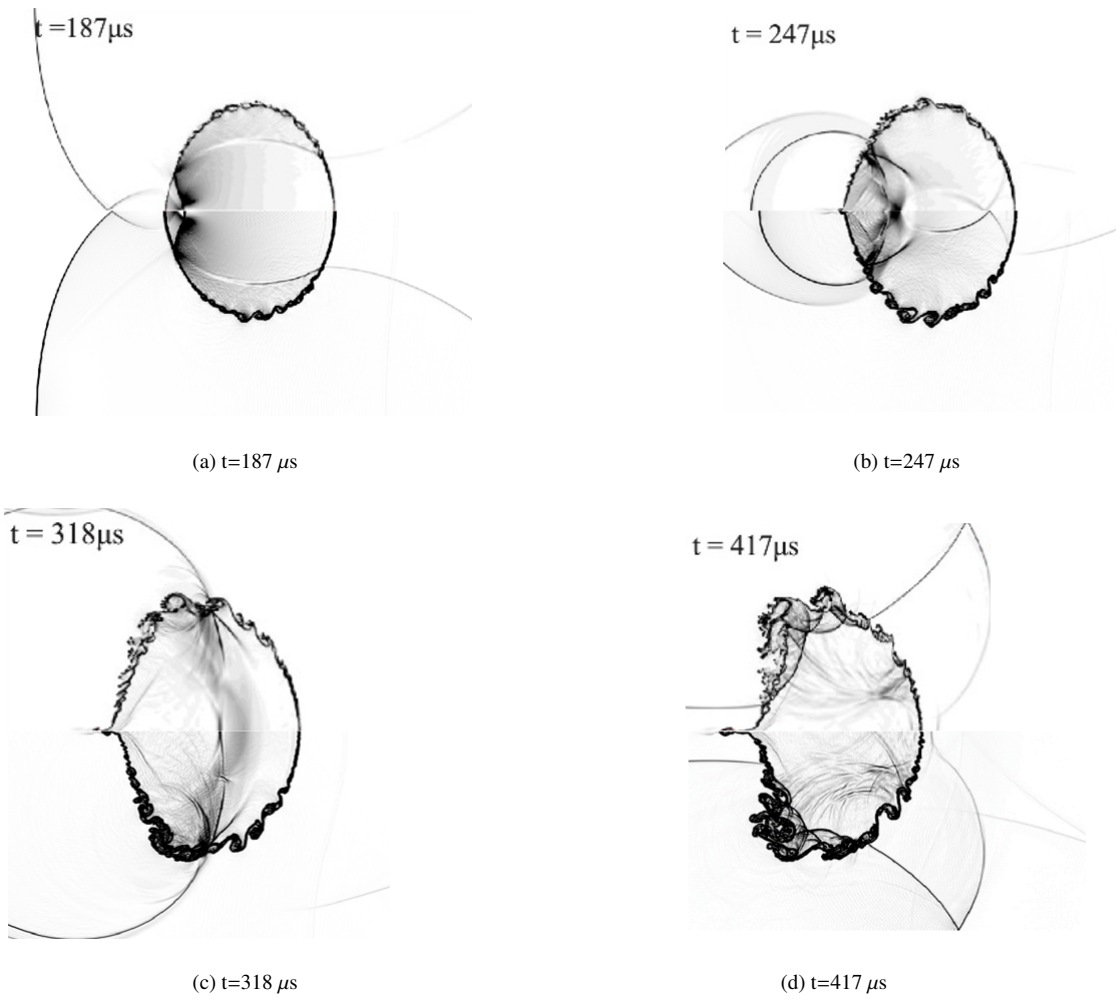 t =187μs
t = 247μs
(a) t=187 μs
(b) t=247 μs
t = 318μs
t = 417μs
(c) t=318 μs
(d) t=417 μs